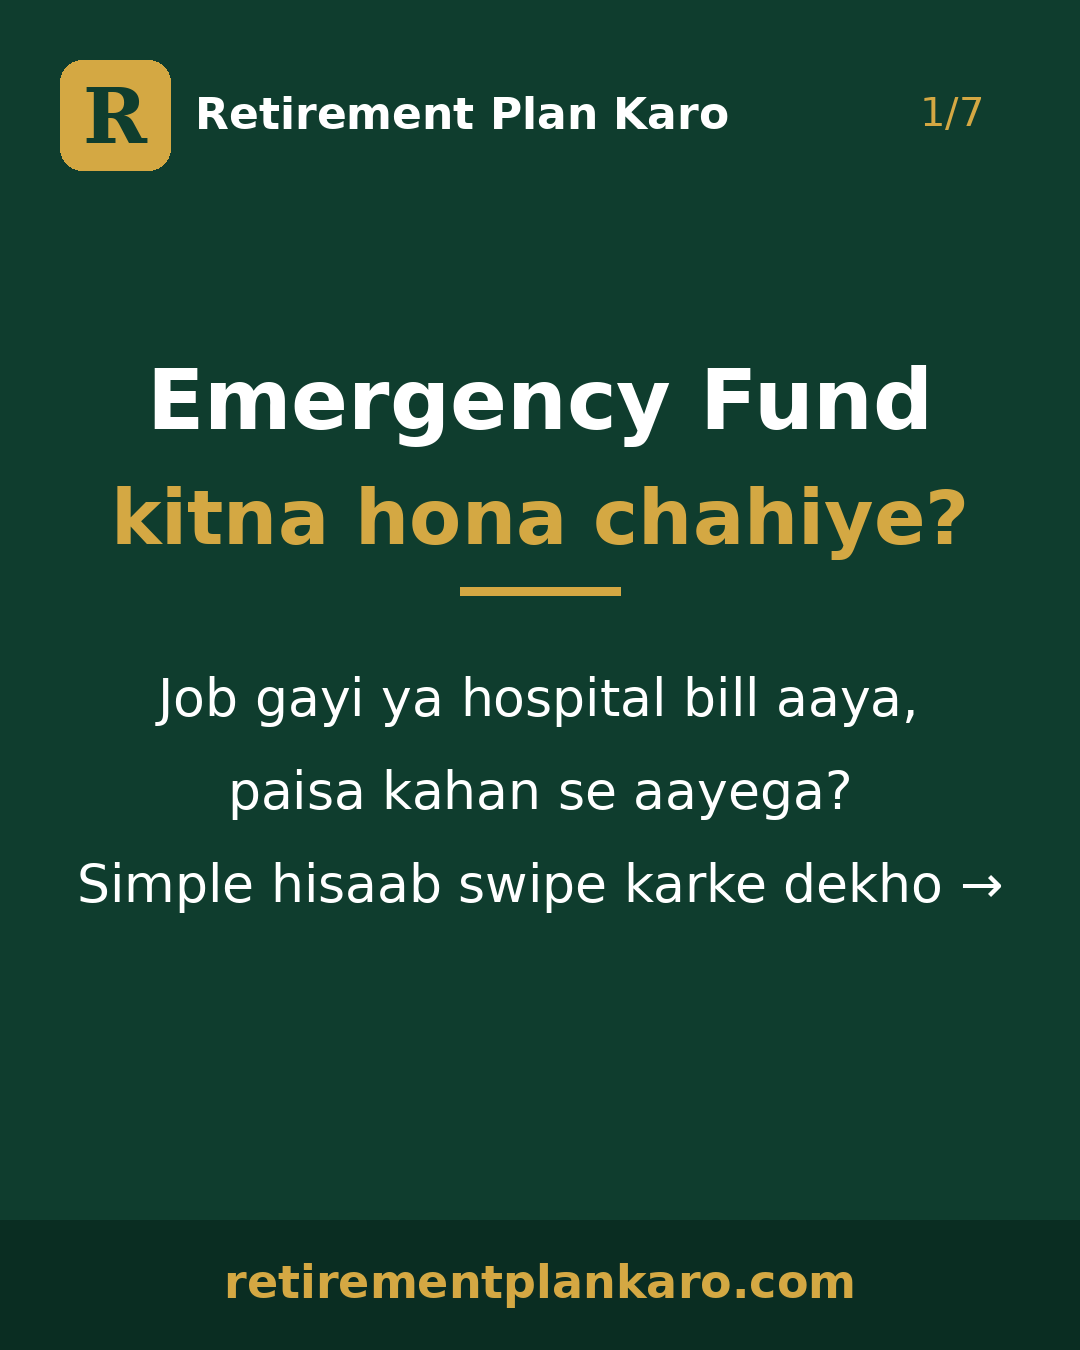 R
Retirement Plan Karo
1/7
Emergency Fund
kitna hona chahiye?
Job gayi ya hospital bill aaya,
paisa kahan se aayega?
Simple hisaab swipe karke dekho →
retirementplankaro.com